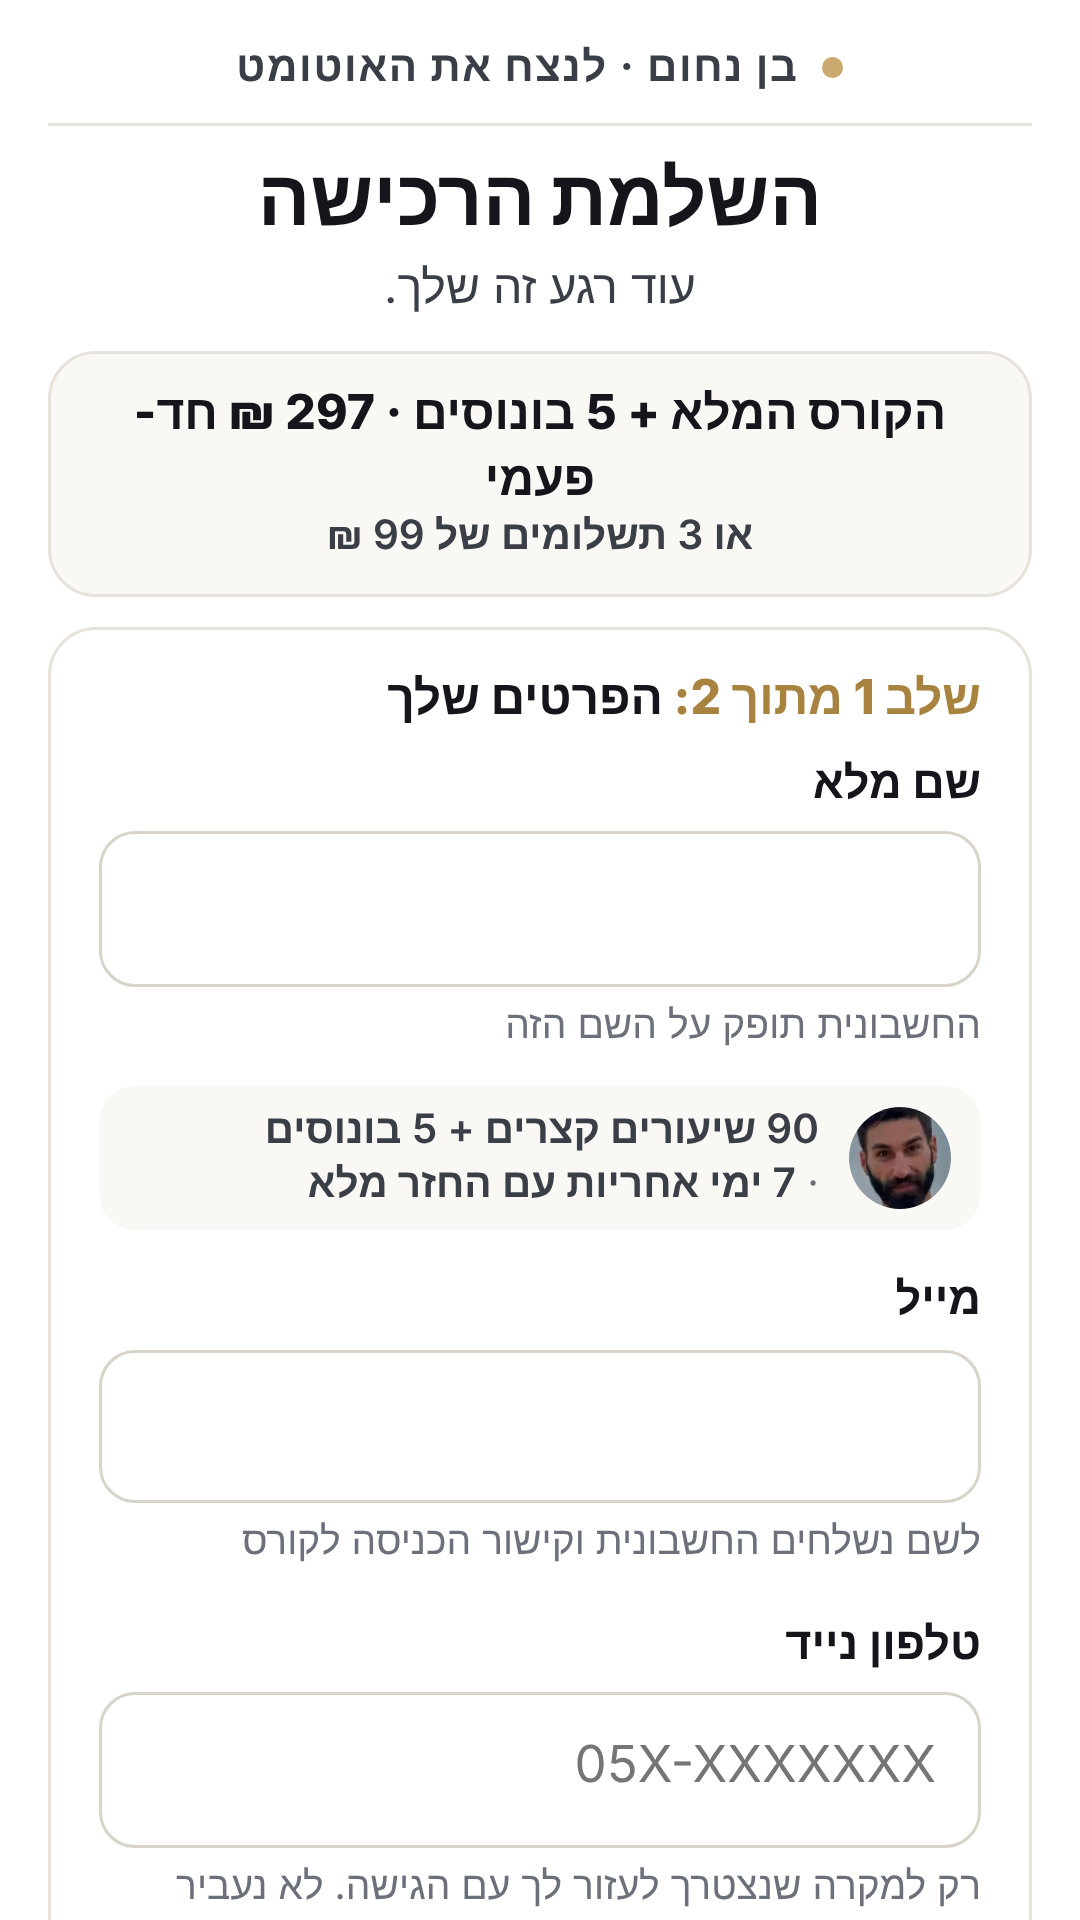 בן נחום · לנצח את האוטומט
השלמת הרכישה
עוד רגע זה שלך.
הקורס המלא + 5 בונוסים · 297 ₪ חד-
פעמי
או 3 תשלומים של 99 ₪
שלב 1 מתוך 2: הפרטים שלך
שם מלא
החשבונית תופק על השם הזה
90 שיעורים קצרים + 5 בונוסים
· 7 ימי אחריות עם החזר מלא
מייל
לשם נשלחים החשבונית וקישור הכניסה לקורס
טלפון נייד
05X-XXXXXXX
רק למקרה שנצטרך לעזור לך עם הגישה. לא נעביר